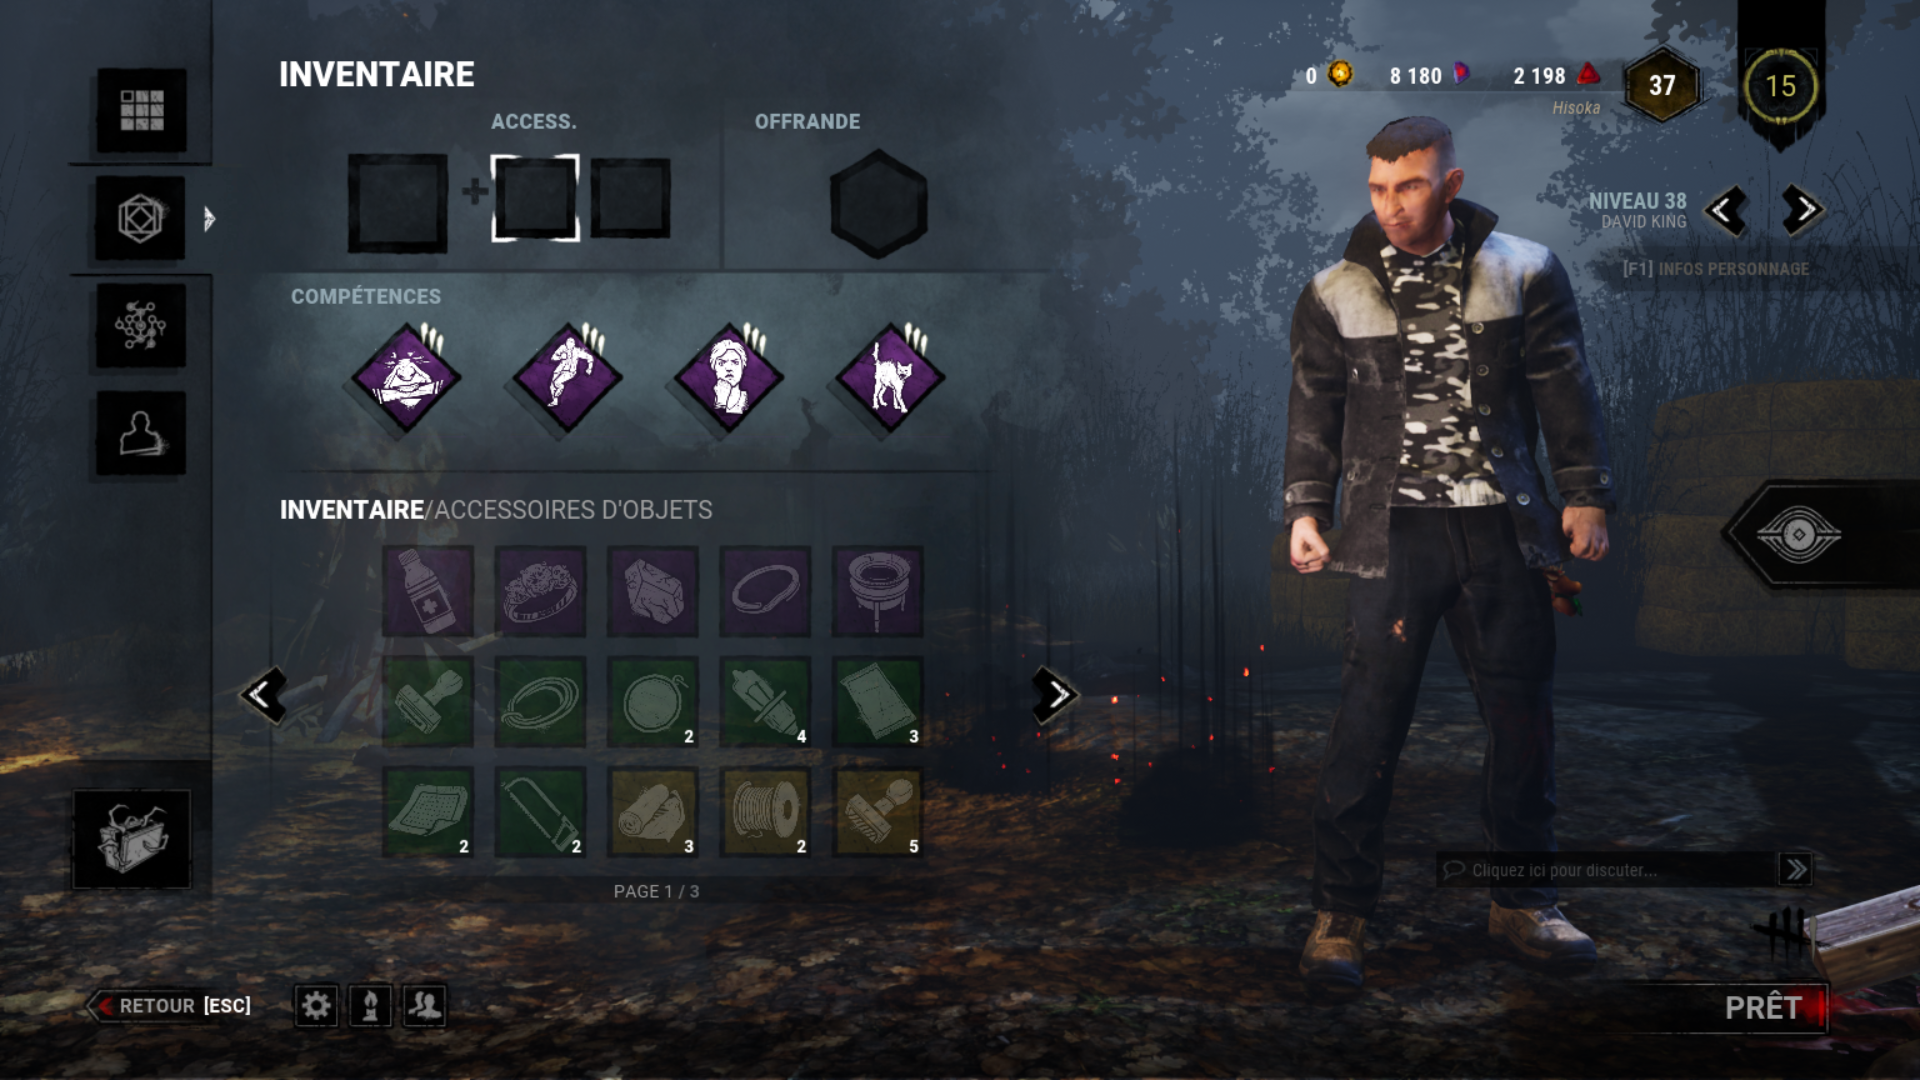 INVENTAIRE
0 8 180 2 198 37 15
Hisoka
ACCESS. OFFRANDE
NIVEAU 38
DAVID KING
[F1] INFOS PERSONNAGE
COMPÉTENCES
INVENTAIRE/ACCESSOIRES D'OBJETS
2 4 3
2 2 3 2 5
PAGE 1 / 3
Cliquez ici pour discuter...
RETOUR [ESC]
PRÊT